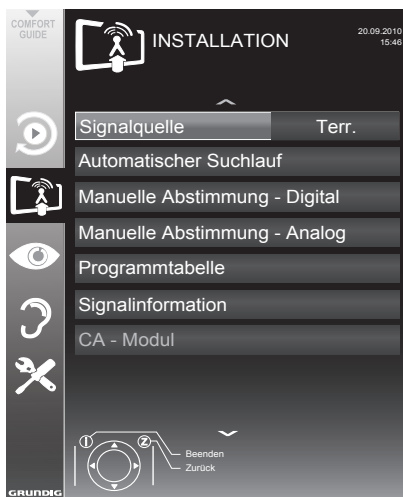 COMFORT
GUIDE
INSTALLATION
20.09.2010
15:46
Signalquelle Terr.
Automatischer Suchlauf
Manuelle Abstimmung - Digital
Manuelle Abstimmung - Analog
Programmtabelle
Signalinformation
CA - Modul
Beenden
Zurück
GRUNDIG